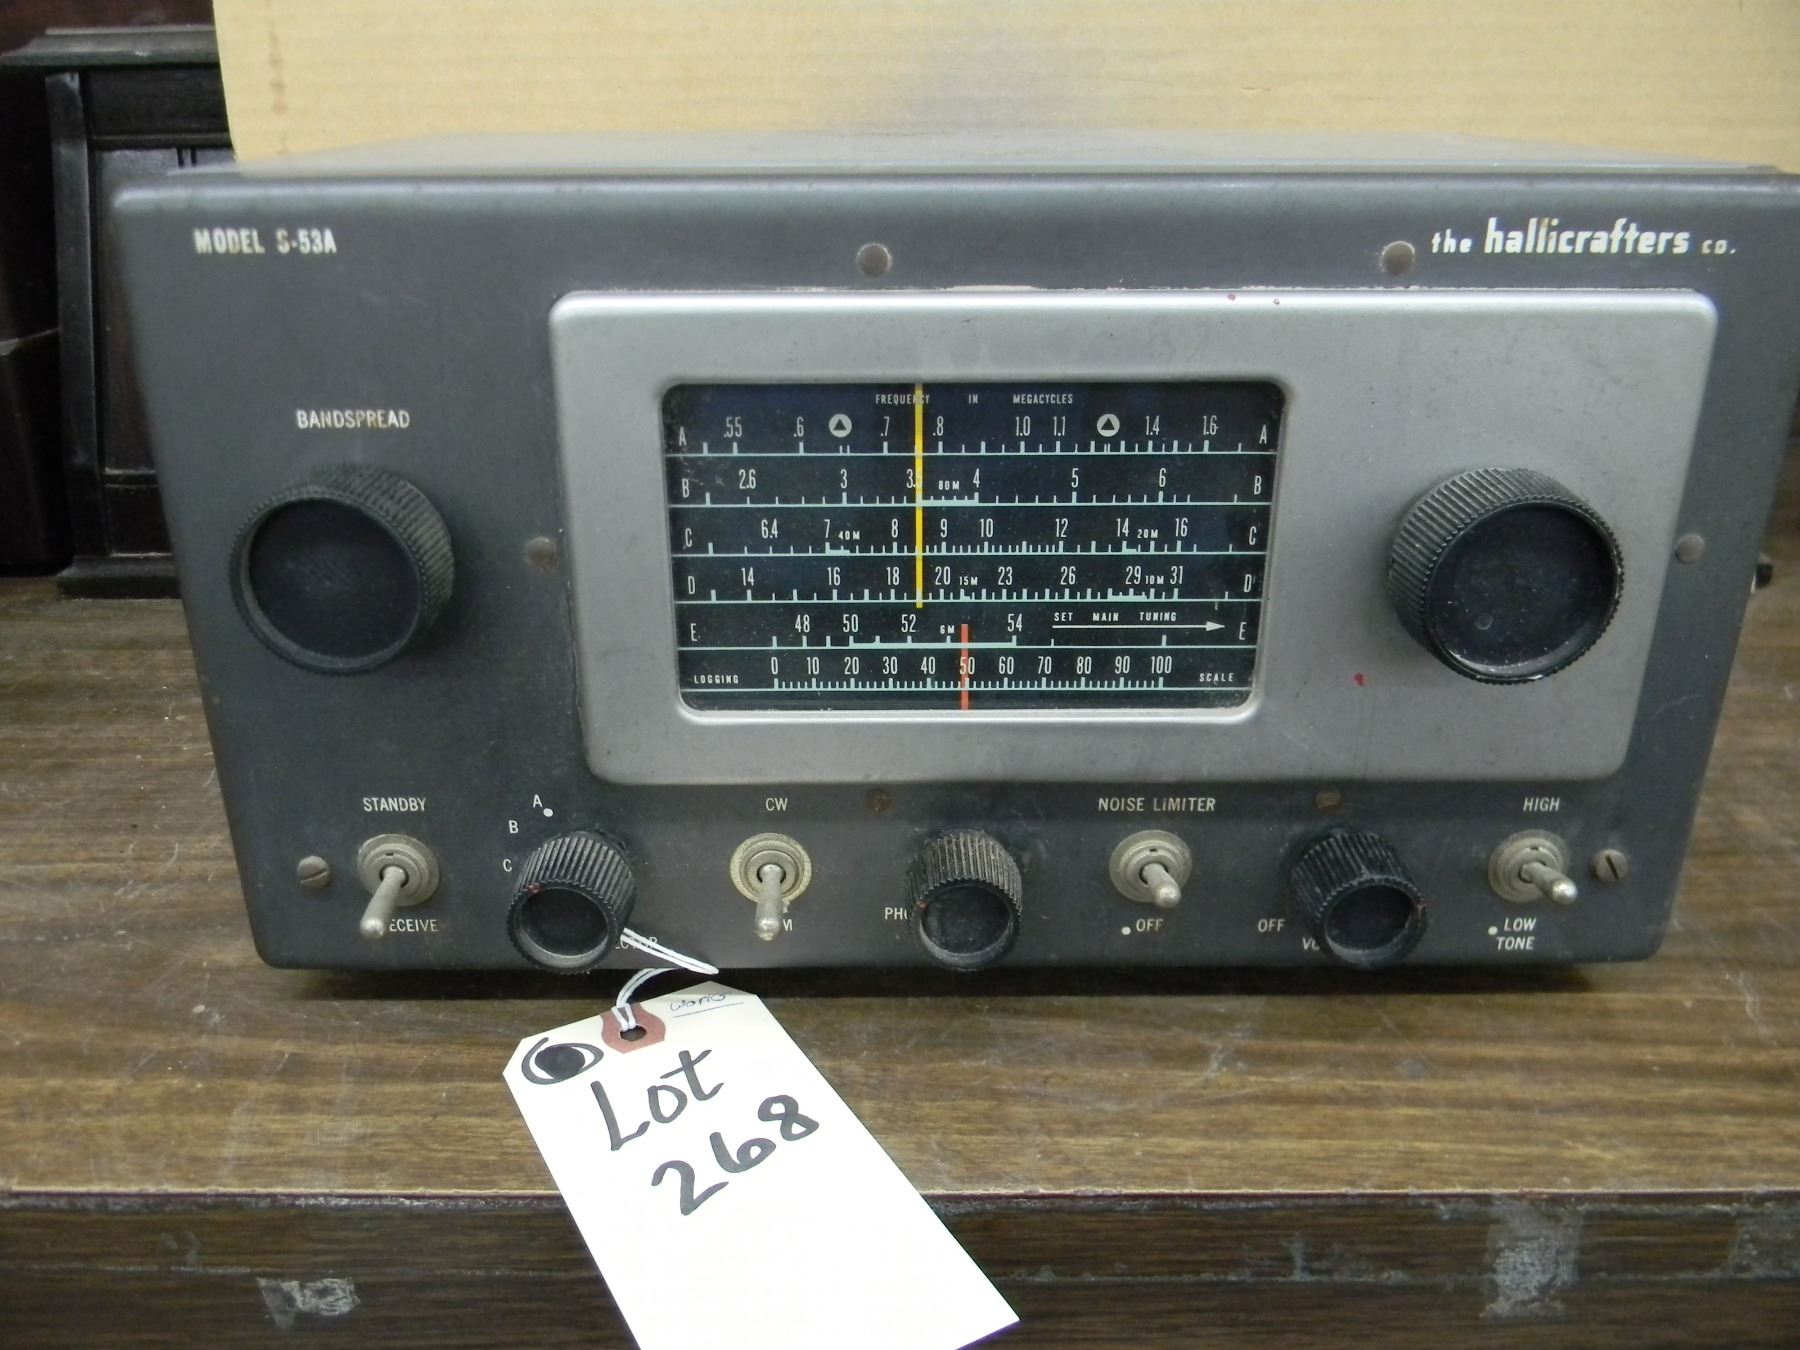 MODEL S-53A
the hallicrafters co.
BANDSPREAD
FREQUENCY IN MEGACYCLES
A .55 .6 .7 .8 1.0 1.1 1.4 1.6 A
B 2.6 3 3.5 80M 4 5 6 B
C 6.4 7 40M 8 9 10 12 14 20M 16 C
D 14 16 18 20 15M 23 26 29 10M 31 D
E 48 50 52 6M 54 SET MAIN TUNING E
0 10 20 30 40 50 60 70 80 90 100
LOGGING SCALE
STANDBY
A
B
C
CW
NOISE LIMITER
HIGH
OFF
OFF
LOW
TONE
works
Lot
268